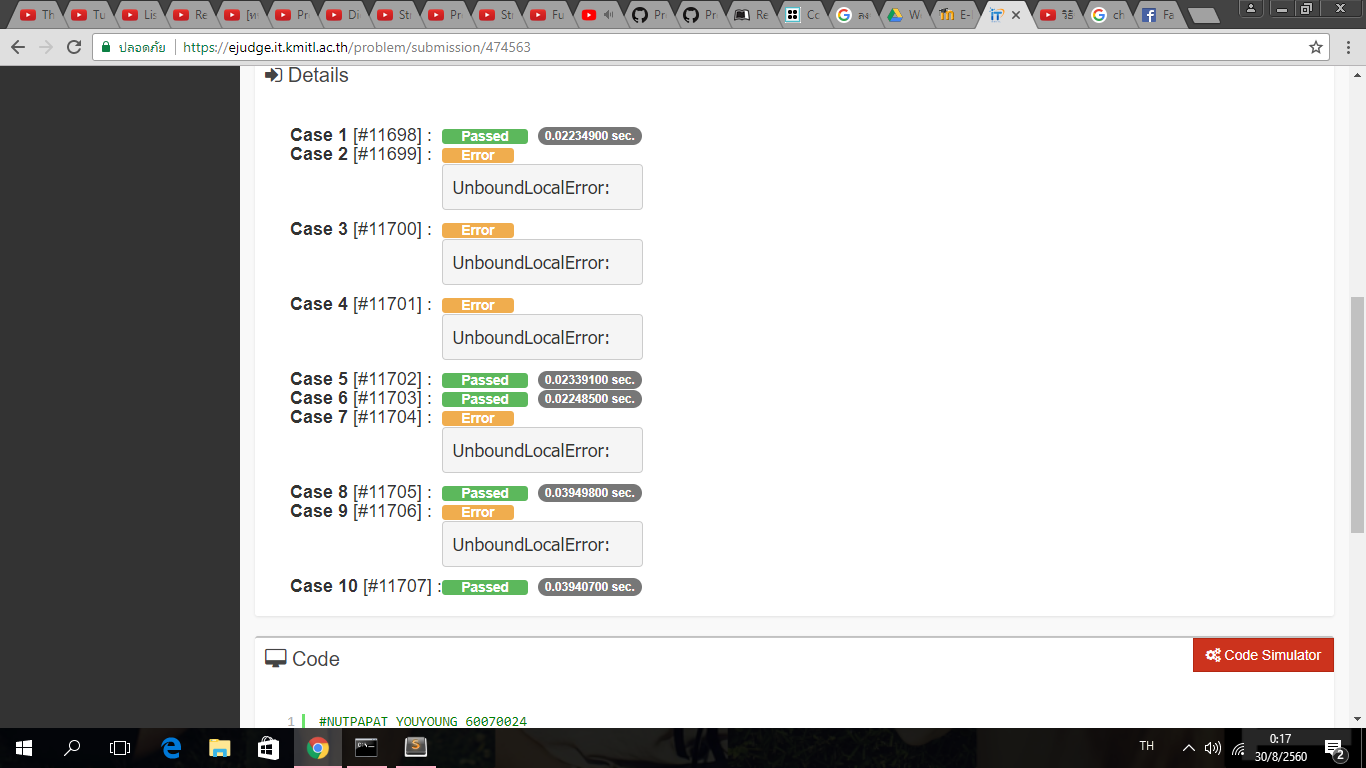 Th
Tu
Lis
Re
[ท
Pr
Di
St
Pr
St
Fu
Pr
Pr
Re
Co
ลง
W
E-
วิธี
ch
Fa
ปลอดภัย https://ejudge.it.kmitl.ac.th/problem/submission/474563
Details
Case 1 [#11698] : Passed 0.02234900 sec.
Case 2 [#11699] : Error
UnboundLocalError:
Case 3 [#11700] : Error
UnboundLocalError:
Case 4 [#11701] : Error
UnboundLocalError:
Case 5 [#11702] : Passed 0.02339100 sec.
Case 6 [#11703] : Passed 0.02248500 sec.
Case 7 [#11704] : Error
UnboundLocalError:
Case 8 [#11705] : Passed 0.03949800 sec.
Case 9 [#11706] : Error
UnboundLocalError:
Case 10 [#11707] : Passed 0.03940700 sec.
Code
Code Simulator
1 #NUTPAPAT YOUYOUNG 60070024
TH
0:17
30/8/2560
2